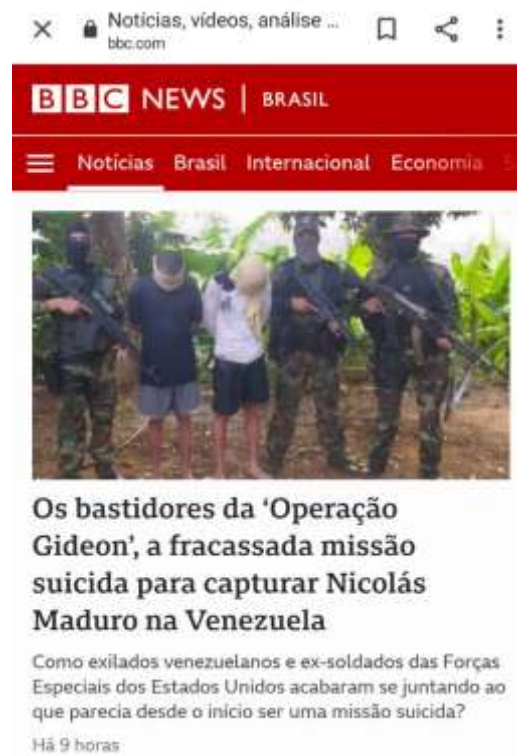 Notícias, vídeos, análise ...
bbc.com
BBC NEWS | BRASIL
Notícias Brasil Internacional Economia S
Os bastidores da ‘Operação
Gideon’, a fracassada missão
suicida para capturar Nicolás
Maduro na Venezuela
Como exilados venezuelanos e ex-soldados das Forças
Especiais dos Estados Unidos acabaram se juntando ao
que parecia desde o início ser uma missão suicida?
Há 9 horas